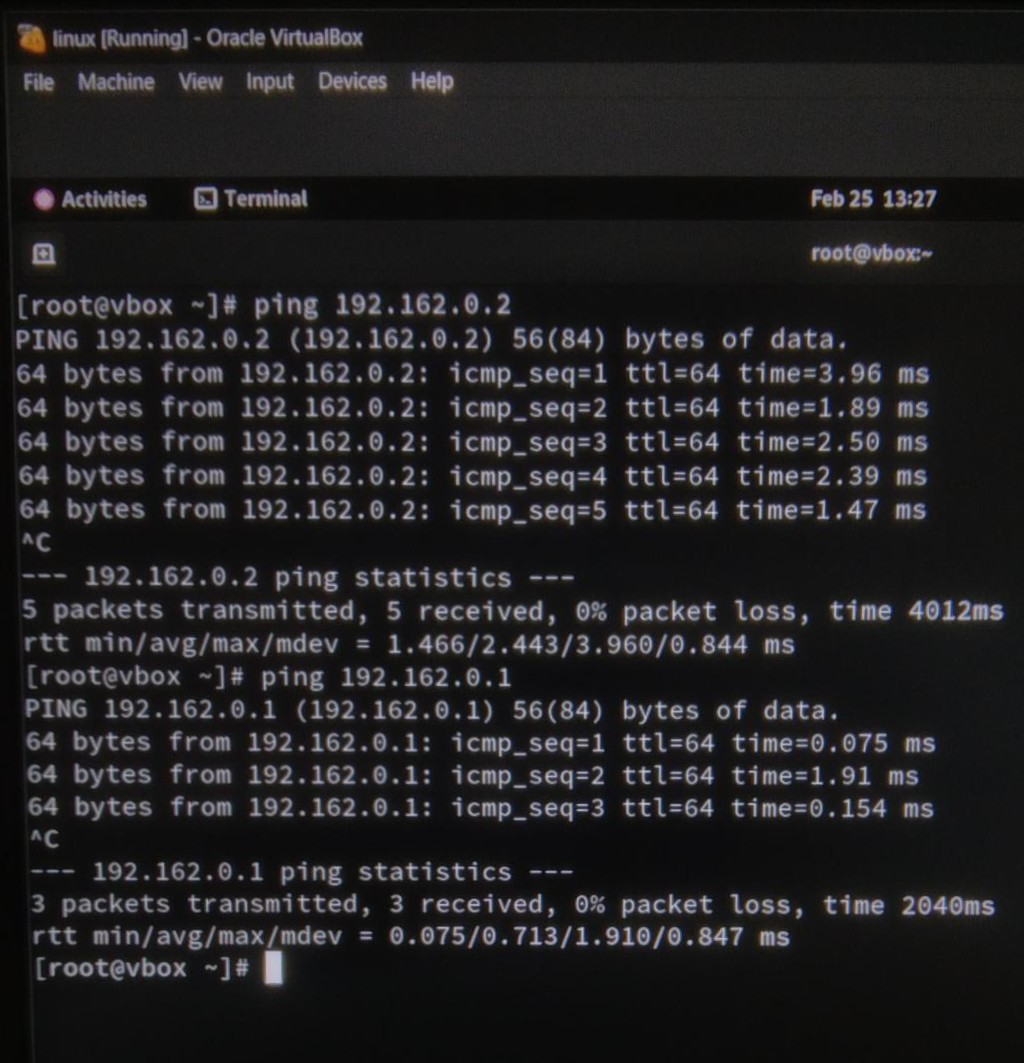 linux [Running] - Oracle VirtualBox
File Machine View Input Devices Help
Activities Terminal Feb 25 13:27
root@vbox:~
[root@vbox ~]# ping 192.162.0.2
PING 192.162.0.2 (192.162.0.2) 56(84) bytes of data.
64 bytes from 192.162.0.2: icmp_seq=1 ttl=64 time=3.96 ms
64 bytes from 192.162.0.2: icmp_seq=2 ttl=64 time=1.89 ms
64 bytes from 192.162.0.2: icmp_seq=3 ttl=64 time=2.50 ms
64 bytes from 192.162.0.2: icmp_seq=4 ttl=64 time=2.39 ms
64 bytes from 192.162.0.2: icmp_seq=5 ttl=64 time=1.47 ms
^C
--- 192.162.0.2 ping statistics ---
5 packets transmitted, 5 received, 0% packet loss, time 4012ms
rtt min/avg/max/mdev = 1.466/2.443/3.960/0.844 ms
[root@vbox ~]# ping 192.162.0.1
PING 192.162.0.1 (192.162.0.1) 56(84) bytes of data.
64 bytes from 192.162.0.1: icmp_seq=1 ttl=64 time=0.075 ms
64 bytes from 192.162.0.1: icmp_seq=2 ttl=64 time=1.91 ms
64 bytes from 192.162.0.1: icmp_seq=3 ttl=64 time=0.154 ms
^C
--- 192.162.0.1 ping statistics ---
3 packets transmitted, 3 received, 0% packet loss, time 2040ms
rtt min/avg/max/mdev = 0.075/0.713/1.910/0.847 ms
[root@vbox ~]#